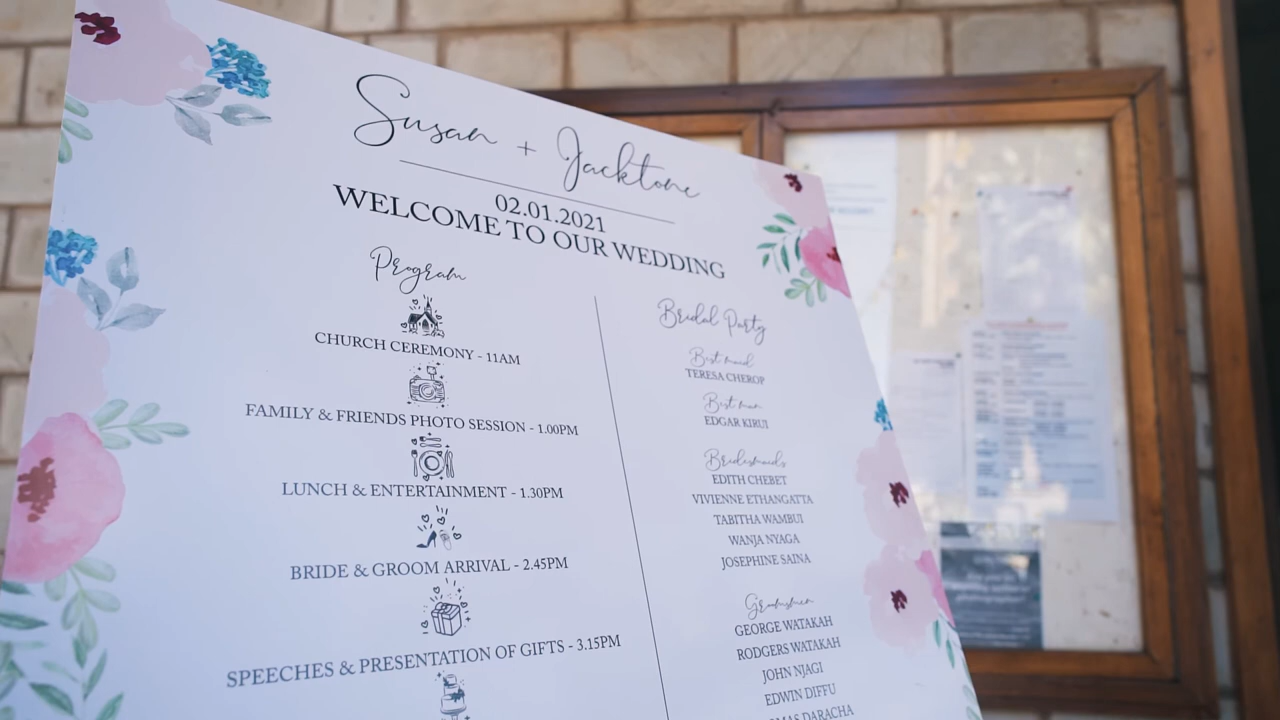 Susan + Jacktone
02.01.2021
WELCOME TO OUR WEDDING
Program
CHURCH CEREMONY - 11AM
FAMILY & FRIENDS PHOTO SESSION - 1.00PM
LUNCH & ENTERTAINMENT - 1.30PM
BRIDE & GROOM ARRIVAL - 2.45PM
SPEECHES & PRESENTATION OF GIFTS - 3.15PM
Bridal Party
Best maid
TERESA CHEROP
Best man
EDGAR KIRUI
Bridesmaids
EDITH CHEBET
VIVIENNE ETHANGATTA
TABITHA WAMBUI
WANJA NYAGA
JOSEPHINE SAINA
Groomsmen
GEORGE WATAKAH
RODGERS WATAKAH
JOHN NJAGI
EDWIN DIFFU
DARACHA